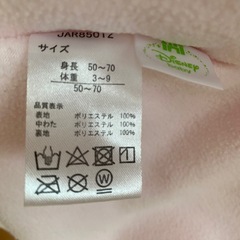 JAR85012
サイズ
身長 50〜70
体重 3〜9
50〜70
品質表示
表地 ポリエステル 100%
中わた ポリエステル 100%
裏地 ポリエステル 100%
Disney